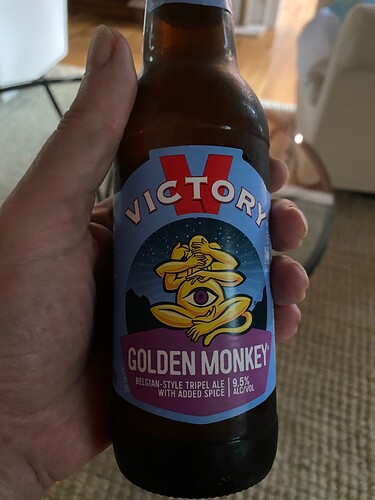 V
VICTORY
GOLDEN MONKEY®
BELGIAN-STYLE TRIPEL ALE
WITH ADDED SPICE
9.5%
ALC/VOL